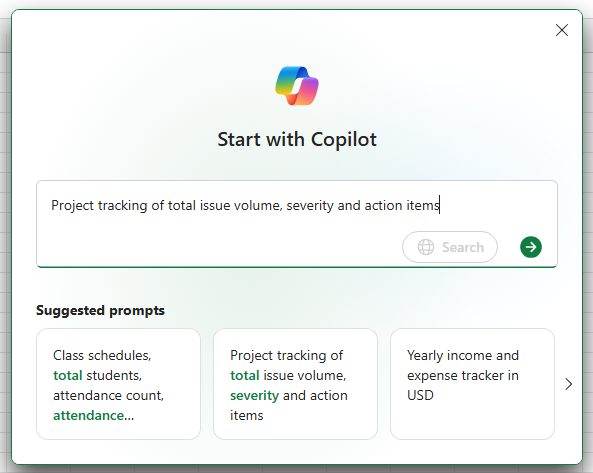 Start with Copilot
Project tracking of total issue volume, severity and action items
Search
Suggested prompts
Class schedules,
total students,
attendance count,
attendance...
Project tracking of
total issue volume,
severity and action
items
Yearly income and
expense tracker in
USD